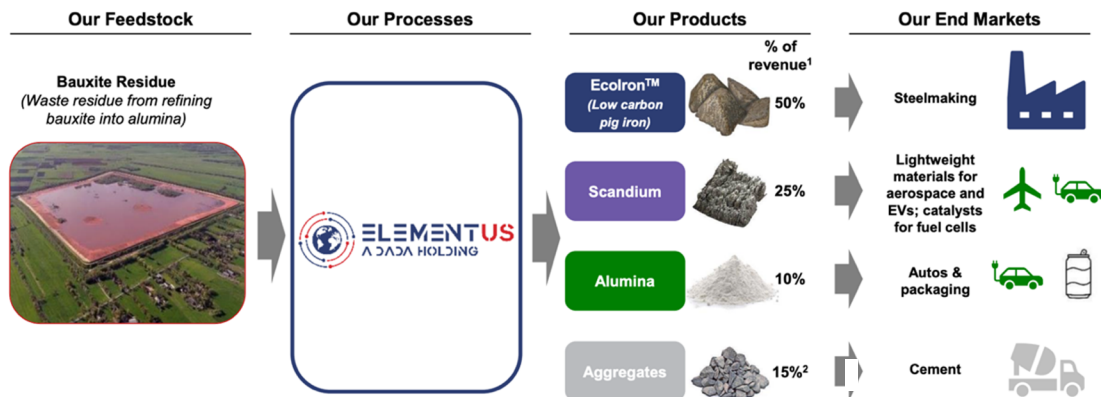 Our Feedstock
Our Processes
Our Products
Our End Markets
Bauxite Residue
(Waste residue from refining
bauxite into alumina)
ELEMENTUS
A DADA HOLDING
% of
revenue¹
EcoIron™
(Low carbon
pig iron)
50%
Steelmaking
Scandium
25%
Lightweight
materials for
aerospace and
EVs; catalysts
for fuel cells
Alumina
10%
Autos &
packaging
Aggregates
15%²
Cement